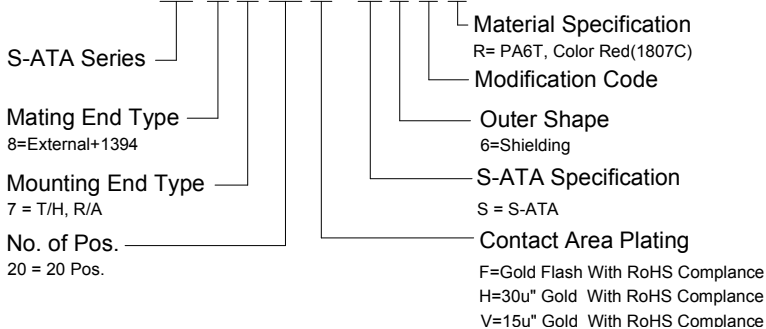 Material Specification
R= PA6T, Color Red(1807C)
S-ATA Series
Modification Code
Mating End Type
8=External+1394
Outer Shape
6=Shielding
Mounting End Type
7 = T/H, R/A
S-ATA Specification
S = S-ATA
No. of Pos.
20 = 20 Pos.
Contact Area Plating
F=Gold Flash With RoHS Complance
H=30u" Gold With RoHS Complance
V=15u" Gold With RoHS Complance